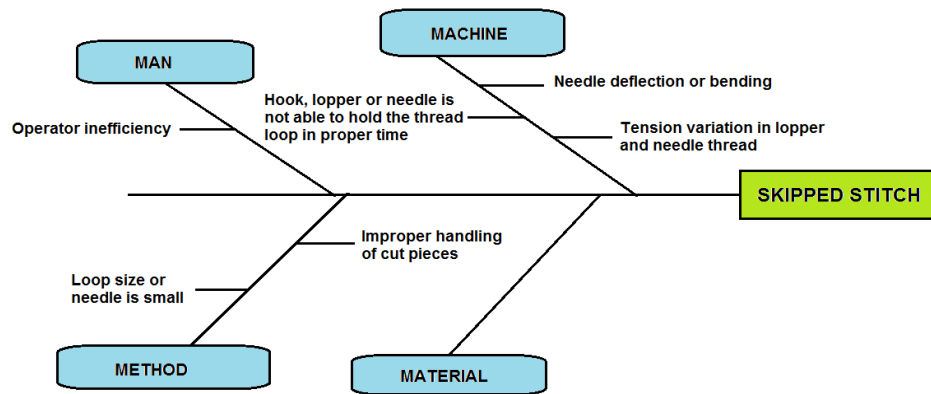 MACHINE
MAN
Needle deflection or bending
Hook, lopper or needle is
not able to hold the thread
loop in proper time
Operator inefficiency
Tension variation in lopper
and needle thread
SKIPPED STITCH
Improper handling
of cut pieces
Loop size or
needle is small
METHOD
MATERIAL